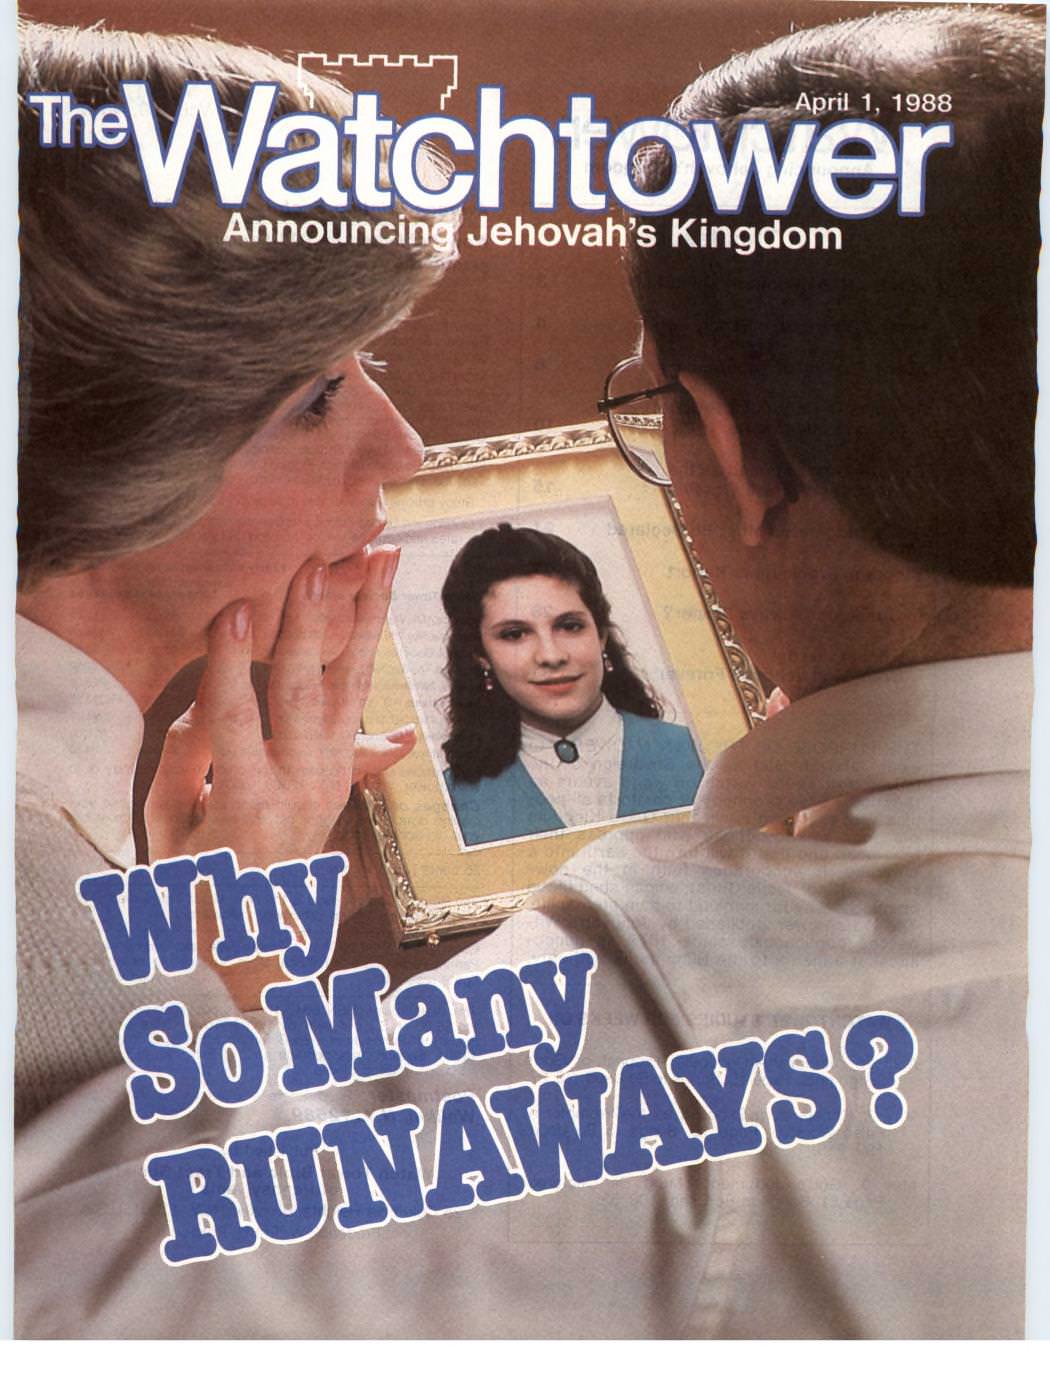 April 1, 1988
The Watchtower
Announcing Jehovah's Kingdom
Why
So Many
RUNAWAYS?